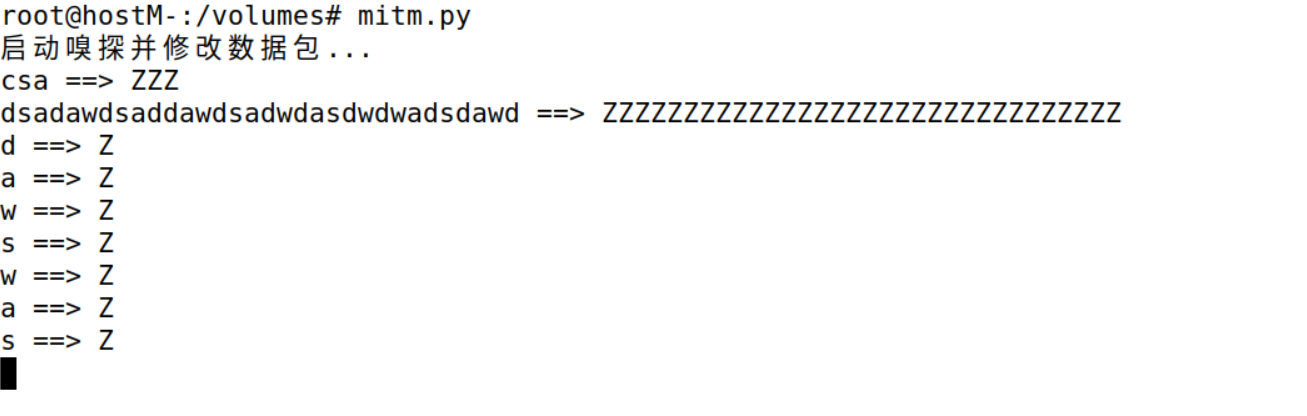 root@hostM-:/volumes# mitm.py
启动嗅探并修改数据包...
csa ==> ZZZ
dsadawdsaddawdsadwdasdwdwadsdawd ==> ZZZZZZZZZZZZZZZZZZZZZZZZZZZZZZZZ
d ==> Z
a ==> Z
w ==> Z
s ==> Z
w ==> Z
a ==> Z
s ==> Z